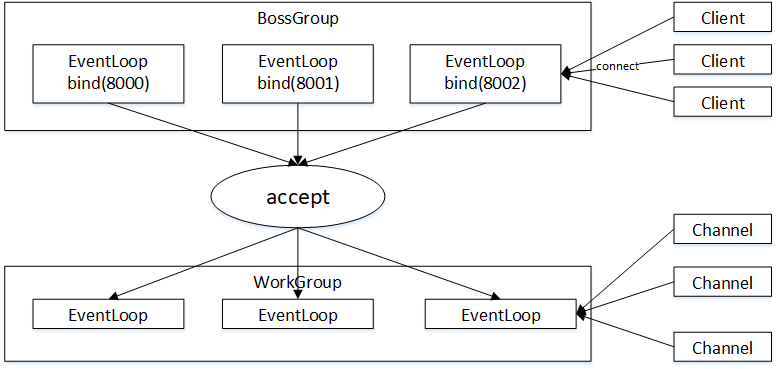 BossGroup
EventLoop
bind(8000)
EventLoop
bind(8001)
EventLoop
bind(8002)
connect
Client
Client
Client
accept
WorkGroup
EventLoop
EventLoop
EventLoop
Channel
Channel
Channel